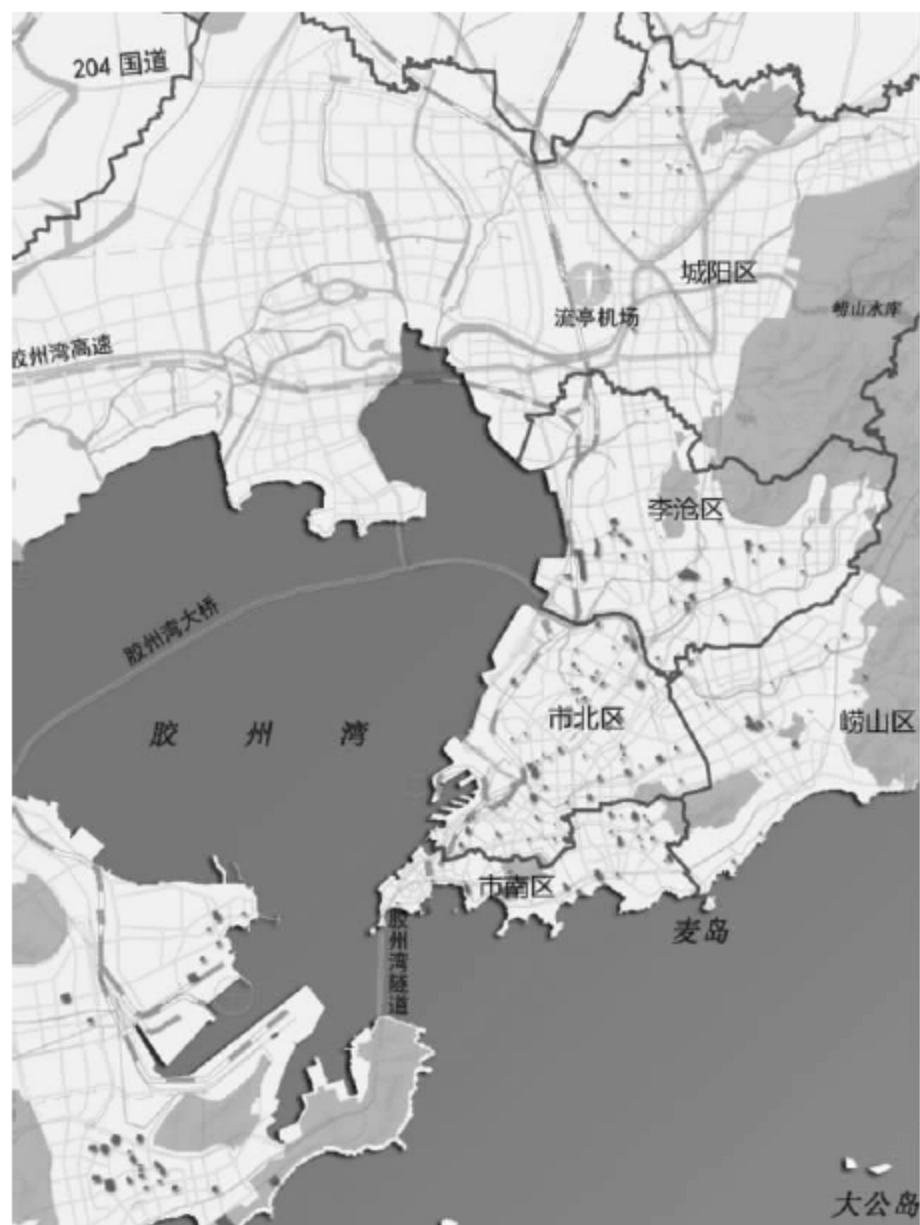 204 国道
城阳区
崂山水库
流亭机场
胶州湾高速
李沧区
胶州湾大桥
市北区
崂山区
胶州湾
市南区
麦岛
胶州湾隧道
大公岛